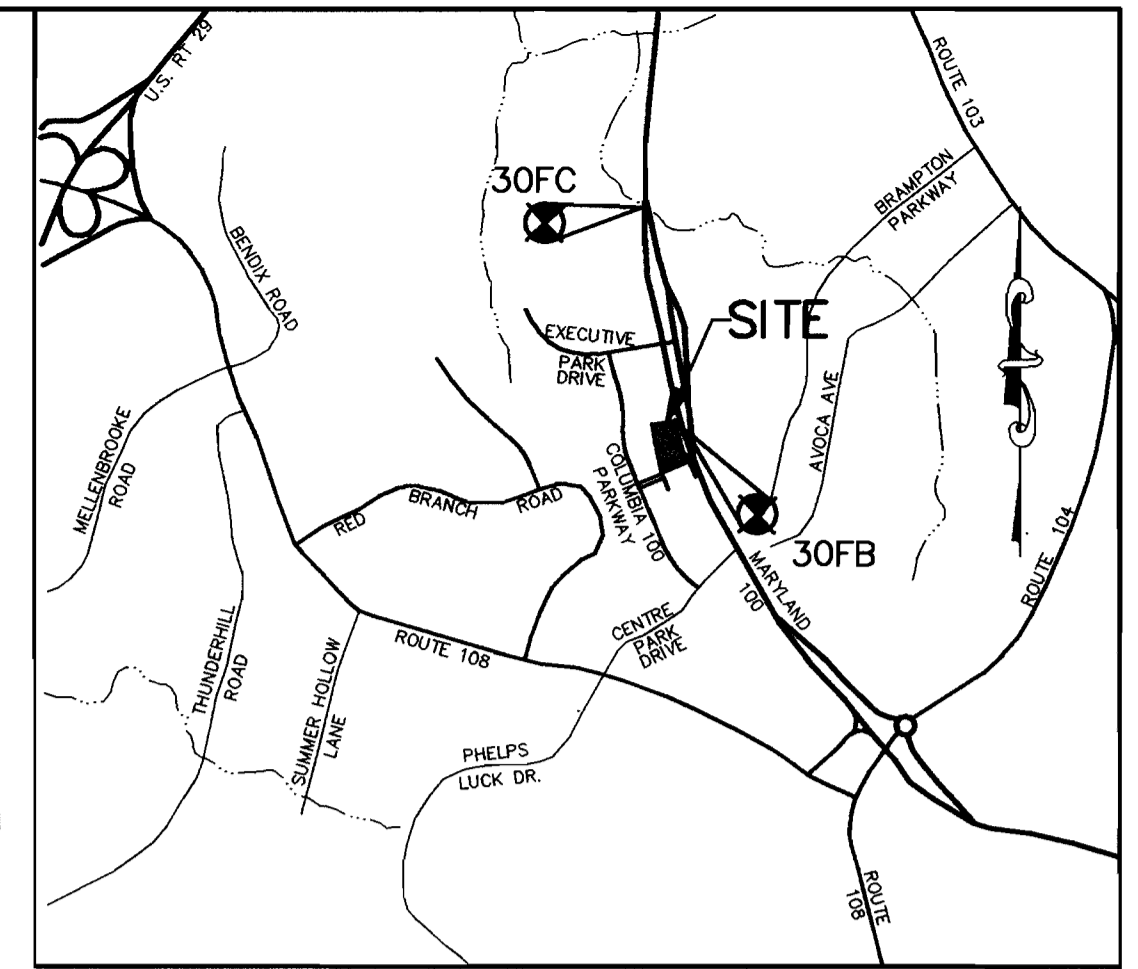 U.S. RT 29
ROUTE 103
BRAMPTON
PARKWAY
30FC
BENDIX ROAD
SITE
EXECUTIVE
PARK
DRIVE
AVOCA AVE
MELLENBROOKE
ROAD
COLUMBIA 100
PARKWAY
RED BRANCH ROAD
30FB
ROUTE 104
MARYLAND
100
CENTRE
PARK
DRIVE
ROUTE 108
THUNDERHILL
ROAD
SUMMER HOLLOW
LANE
PHELPS
LUCK DR.
ROUTE
108